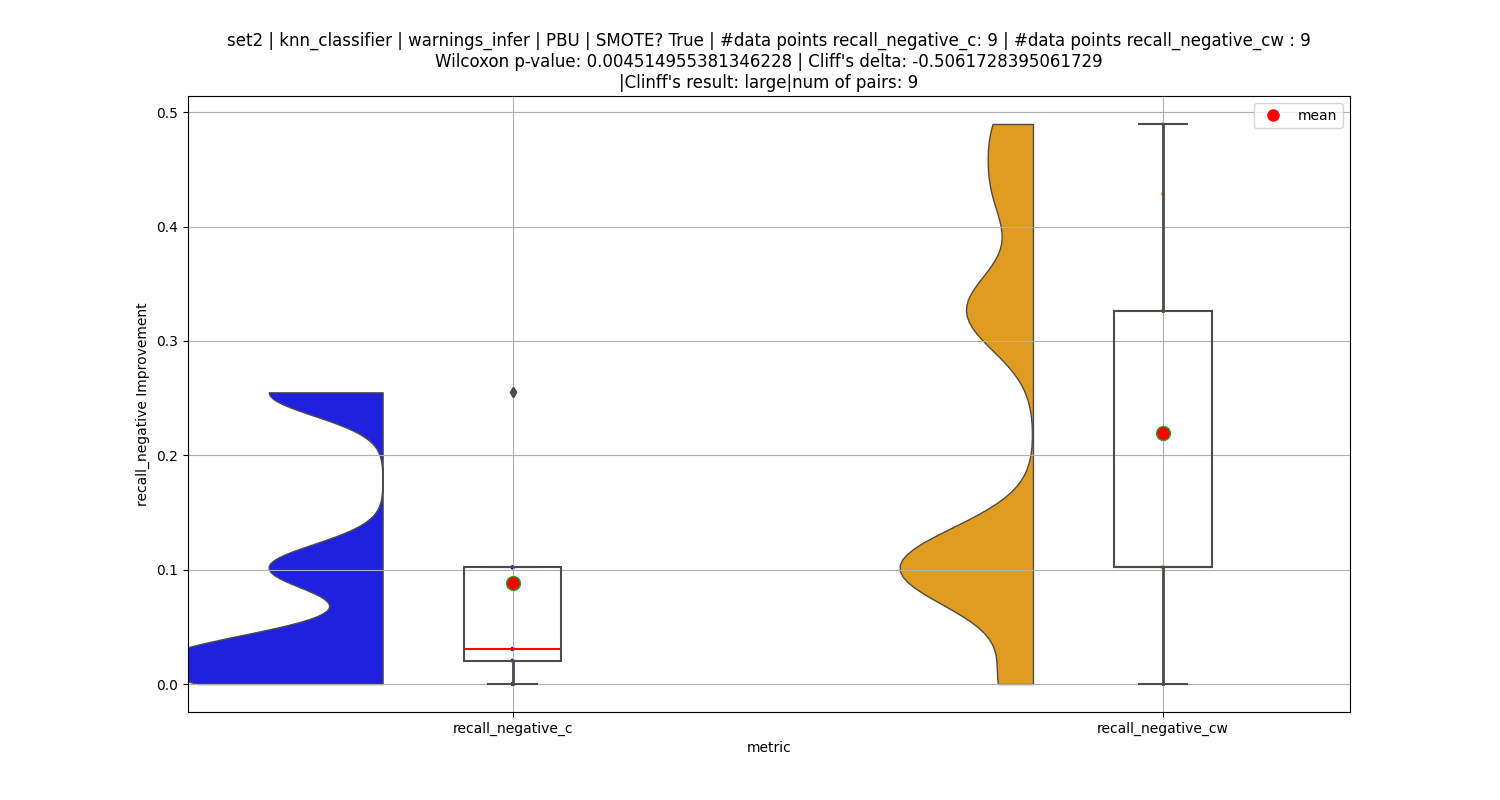 set2 | knn_classifier | warnings_infer | PBU | SMOTE? True | #data points recall_negative_c: 9 | #data points recall_negative_cw : 9
Wilcoxon p-value: 0.004514955381346228 | Cliff's delta: -0.5061728395061729
|Clinff's result: large|num of pairs: 9
mean
0.5
0.4
0.3
0.2
0.1
0.0
recall_negative Improvement
recall_negative_c
recall_negative_cw
metric